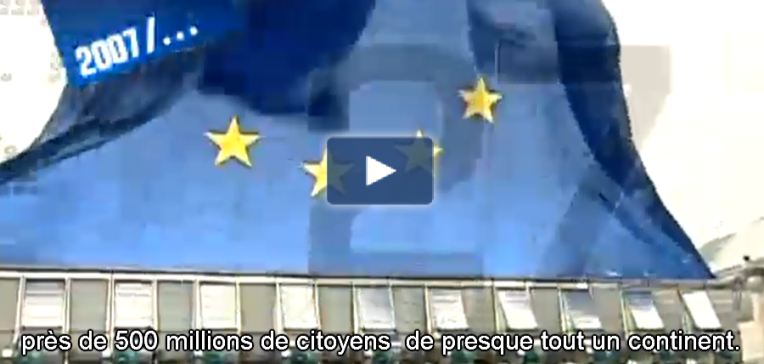 2007/...
près de 500 millions de citoyens de presque tout un continent.